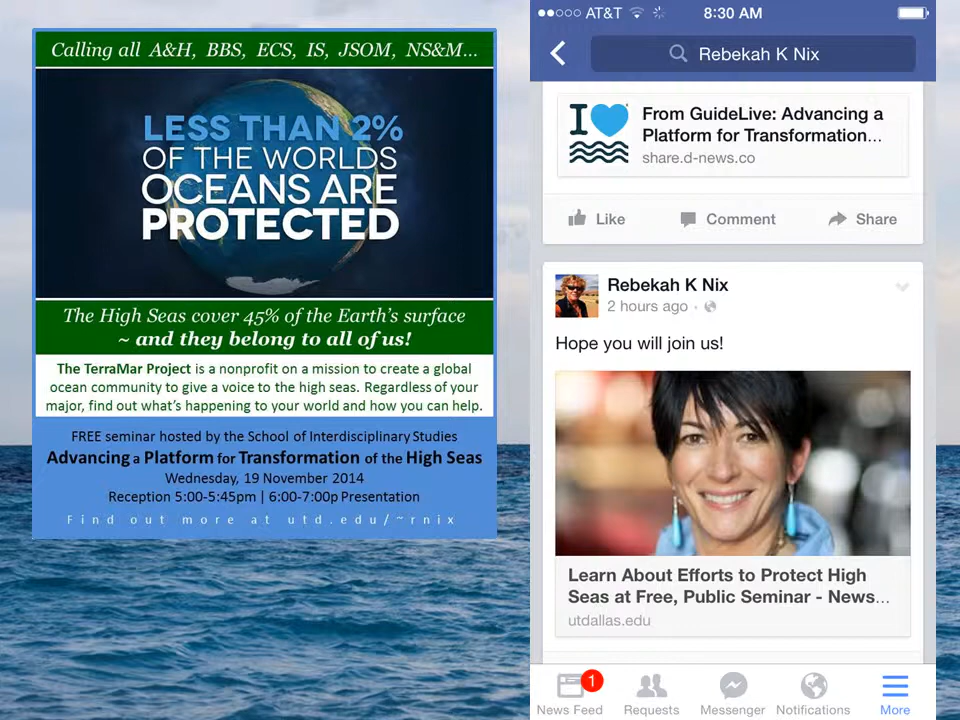 Calling all A&H, BBS, ECS, IS, JSOM, NS&M...
LESS THAN 2%
OF THE WORLDS
OCEANS ARE
PROTECTED
The High Seas cover 45% of the Earth's surface
~ and they belong to all of us!
The TerraMar Project is a nonprofit on a mission to create a global
ocean community to give a voice to the high seas. Regardless of your
major, find out what's happening to your world and how you can help.
FREE seminar hosted by the School of Interdisciplinary Studies
Advancing a Platform for Transformation of the High Seas
Wednesday, 19 November 2014
Reception 5:00-5:45pm | 6:00-7:00p Presentation
Find out more at utd.edu/~rnix
AT&T 8:30 AM
Rebekah K Nix
I
From GuideLive: Advancing a
Platform for Transformation...
share.d-news.co
Like Comment Share
Rebekah K Nix
2 hours ago
Hope you will join us!
Learn About Efforts to Protect High
Seas at Free, Public Seminar - News...
utdallas.edu
1
News Feed Requests Messenger Notifications More